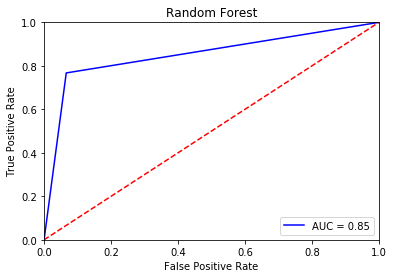 Random Forest
1.0
0.8
0.6
0.4
0.2
0.0
True Positive Rate
AUC = 0.85
0.0 0.2 0.4 0.6 0.8 1.0
False Positive Rate